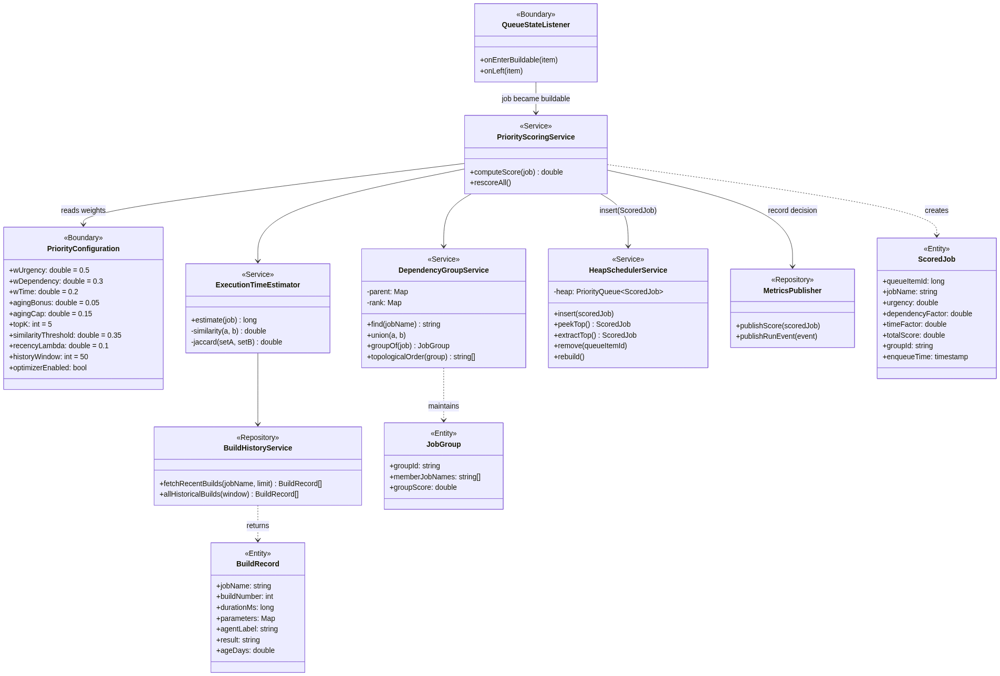 «Boundary»
QueueStateListener
+onEnterBuildable(item)
+onLeft(item)
job became buildable
«Service»
PriorityScoringService
+computeScore(job) : double
+rescoreAll()
reads weights
insert(ScoredJob)
record decision
creates
«Boundary»
PriorityConfiguration
+wUrgency: double = 0.5
+wDependency: double = 0.3
+wTime: double = 0.2
+agingBonus: double = 0.05
+agingCap: double = 0.15
+topK: int = 5
+similarityThreshold: double = 0.35
+recencyLambda: double = 0.1
+historyWindow: int = 50
+optimizerEnabled: bool
«Service»
ExecutionTimeEstimator
+estimate(job) : long
-similarity(a, b) : double
-jaccard(setA, setB) : double
«Service»
DependencyGroupService
-parent: Map
-rank: Map
+find(jobName) : string
+union(a, b)
+groupOf(job) : JobGroup
+topologicalOrder(group) : string[]
«Service»
HeapSchedulerService
-heap: PriorityQueue<ScoredJob>
+insert(scoredJob)
+peekTop() : ScoredJob
+extractTop() : ScoredJob
+remove(queueItemId)
+rebuild()
«Repository»
MetricsPublisher
+publishScore(scoredJob)
+publishRunEvent(event)
«Entity»
ScoredJob
+queueItemId: long
+jobName: string
+urgency: double
+dependencyFactor: double
+timeFactor: double
+totalScore: double
+groupId: string
+enqueueTime: timestamp
maintains
«Repository»
BuildHistoryService
+fetchRecentBuilds(jobName, limit) : BuildRecord[]
+allHistoricalBuilds(window) : BuildRecord[]
«Entity»
JobGroup
+groupId: string
+memberJobNames: string[]
+groupScore: double
returns
«Entity»
BuildRecord
+jobName: string
+buildNumber: int
+durationMs: long
+parameters: Map
+agentLabel: string
+result: string
+ageDays: double